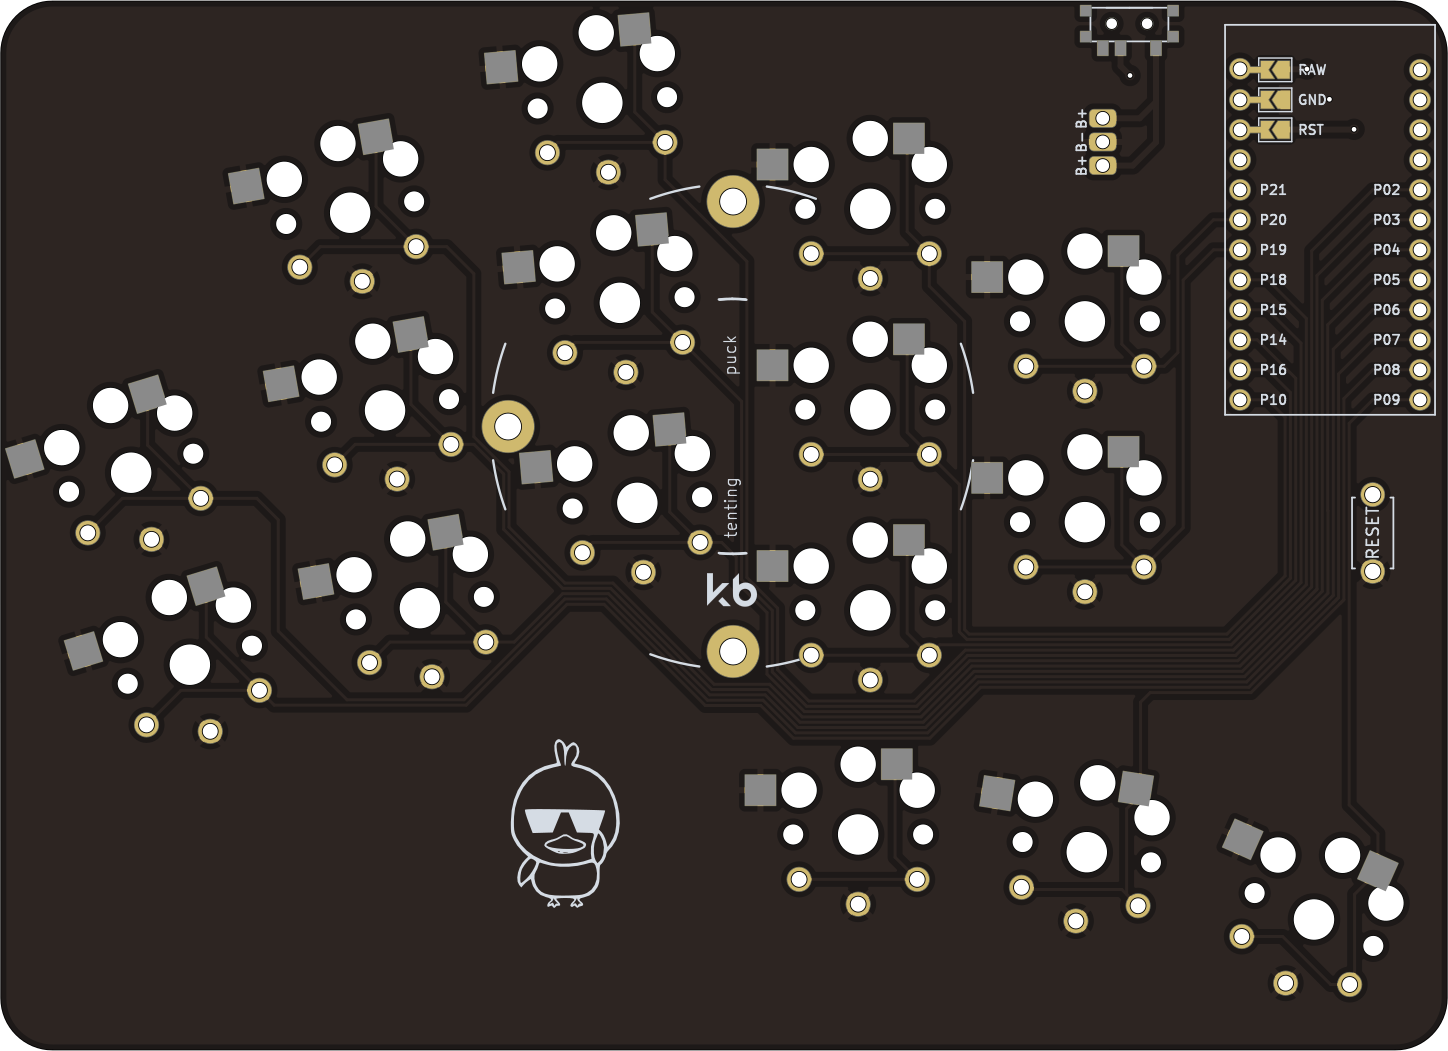 RAW
GND
RST
B+
B-
B+
P21 P02
P20 P03
P19 P04
P18 P05
P15 P06
P14 P07
P16 P08
P10 P09
puck
tenting
RESET
kb